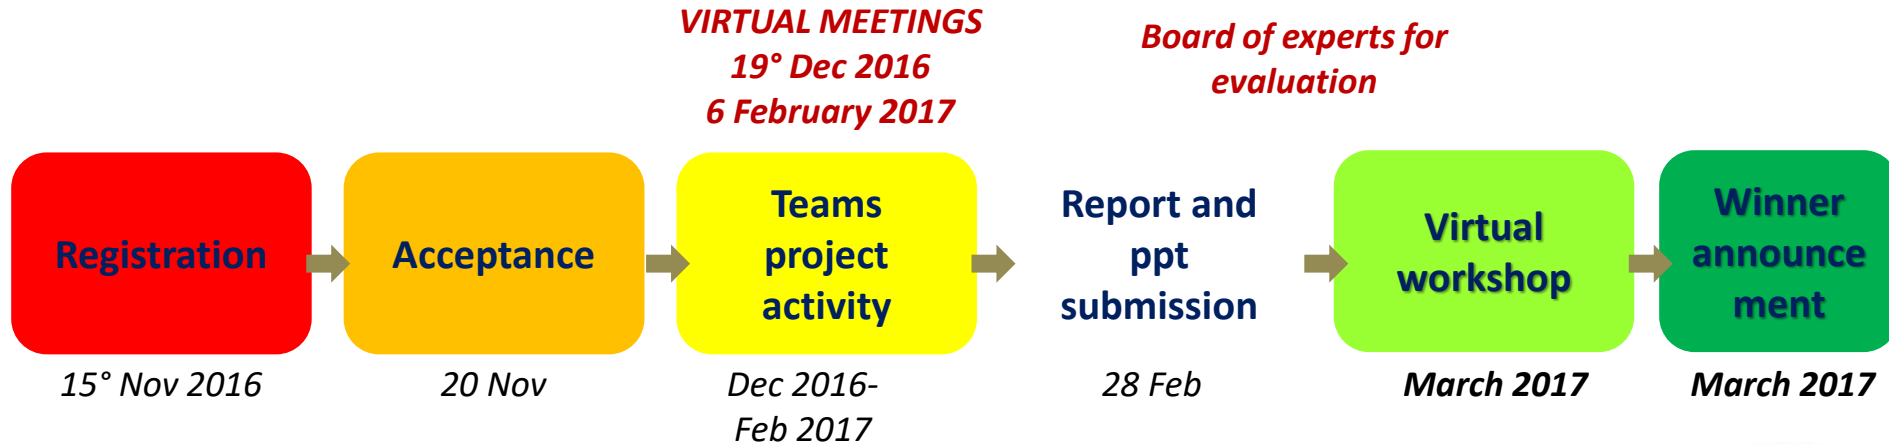 VIRTUAL MEETINGS
19° Dec 2016
6 February 2017
Board of experts for
evaluation
Registration
Acceptance
Teams
project
activity
Report and
ppt
submission
Virtual
workshop
Winner
announce
ment
15° Nov 2016
20 Nov
Dec 2016-
Feb 2017
28 Feb
March 2017
March 2017